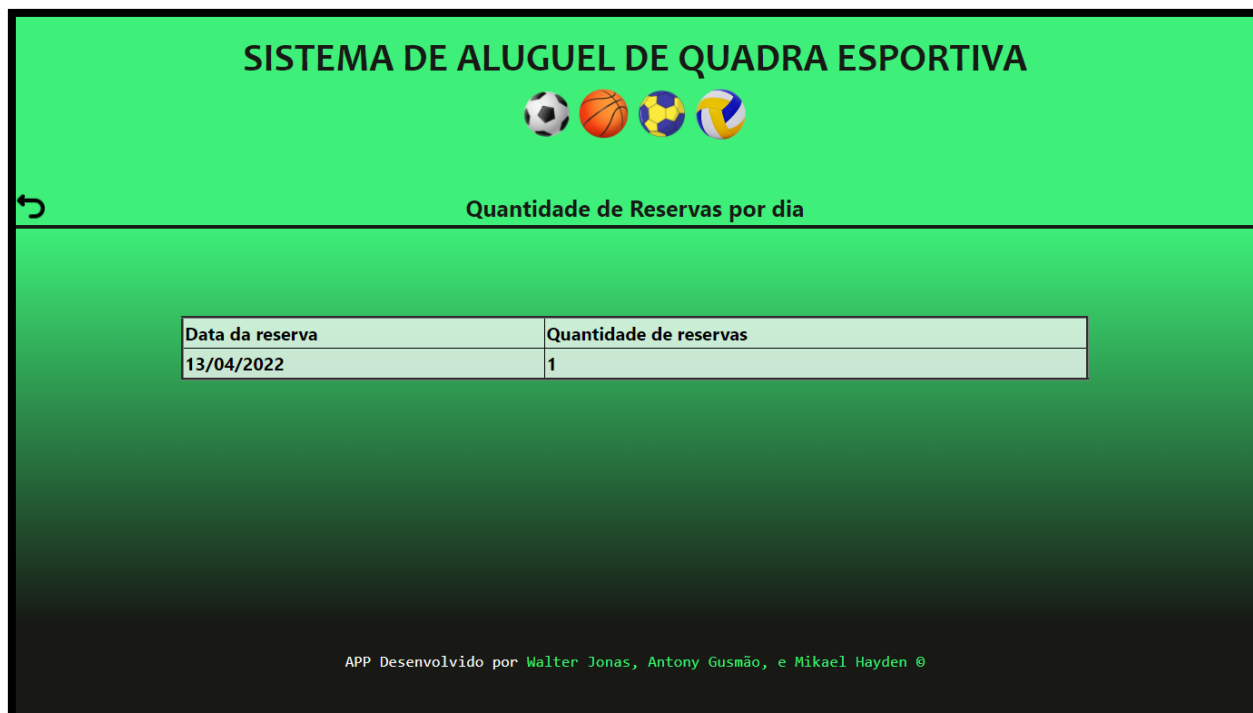 SISTEMA DE ALUGUEL DE QUADRA ESPORTIVA
Quantidade de Reservas por dia
Data da reserva Quantidade de reservas
13/04/2022 1
APP Desenvolvido por Walter Jonas, Antony Gusmão, e Mikael Hayden ©